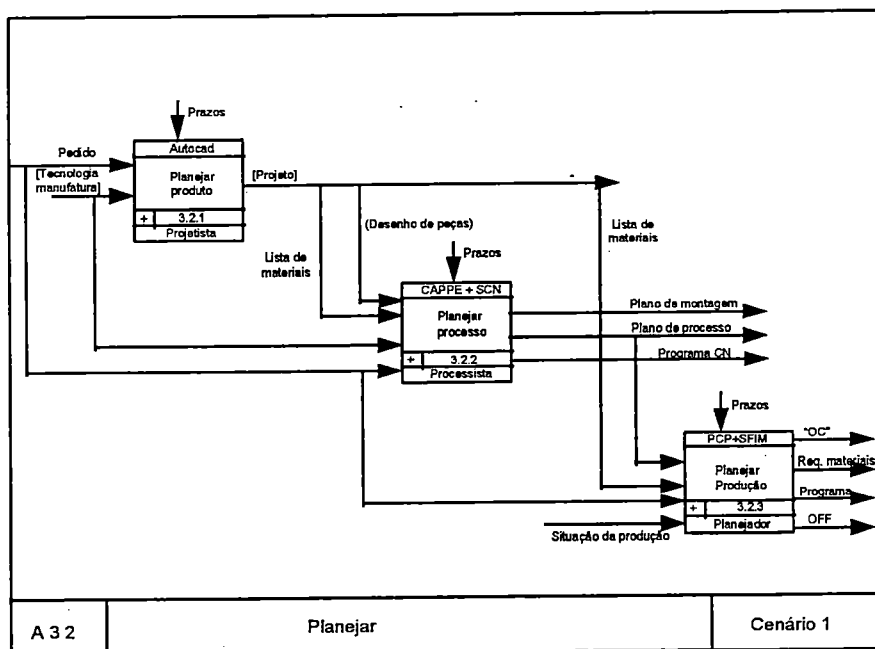 Prazos
Pedido
[Tecnologia
manufatura]
Autocad
Planejar
produto
+ 3.2.1
Projetista
[Projeto]
(Desenho de peças)
Lista de
materiais
Lista de
materiais
Prazos
CAPPE + SCN
Planejar
processo
+ 3.2.2
Processista
Plano de montagem
Plano de processo
Programa CN
Prazos
PCP+SFIM
Planejar
Produção
+ 3.2.3
Planejador
"OC"
Req. materiais
Programa
OFF
Situação da produção
A 3 2
Planejar
Cenário 1